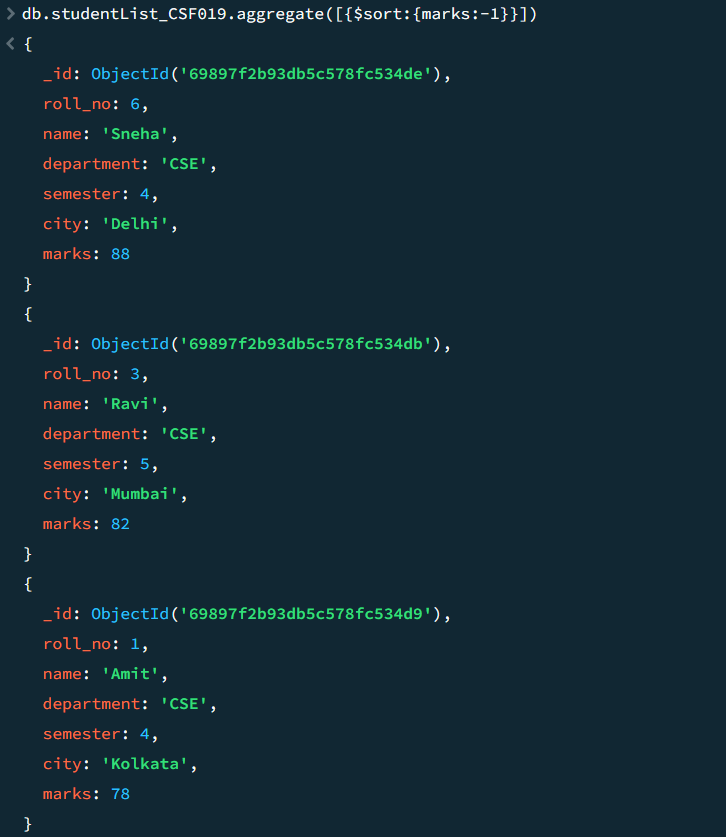 db.studentList_CSF019.aggregate([{$sort:{marks:-1}}])
{
_id: ObjectId('69897f2b93db5c578fc534de'),
roll_no: 6,
name: 'Sneha',
department: 'CSE',
semester: 4,
city: 'Delhi',
marks: 88
}
{
_id: ObjectId('69897f2b93db5c578fc534db'),
roll_no: 3,
name: 'Ravi',
department: 'CSE',
semester: 5,
city: 'Mumbai',
marks: 82
}
{
_id: ObjectId('69897f2b93db5c578fc534d9'),
roll_no: 1,
name: 'Amit',
department: 'CSE',
semester: 4,
city: 'Kolkata',
marks: 78
}